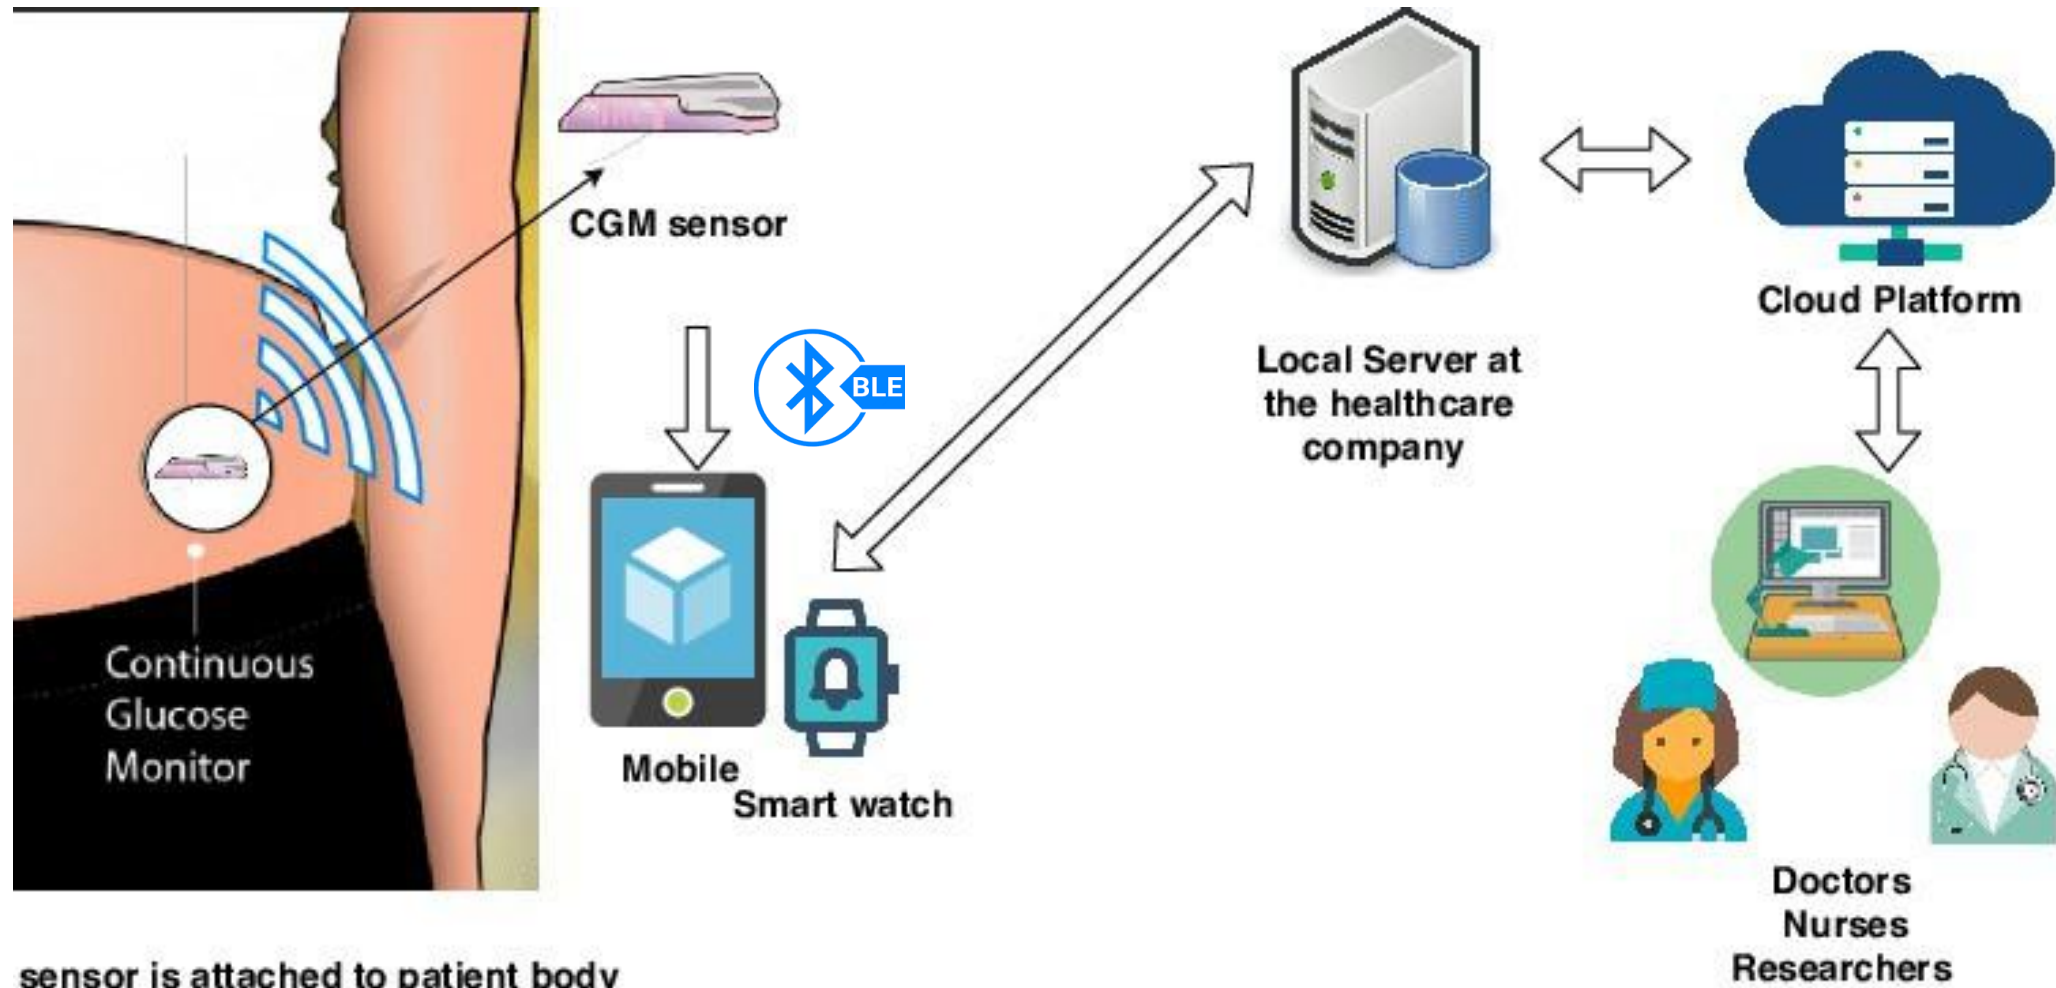 CGM sensor
BLE
Continuous
Glucose
Monitor
Mobile
Smart watch
Local Server at
the healthcare
company
Cloud Platform
Doctors
Nurses
Researchers
sensor is attached to patient body